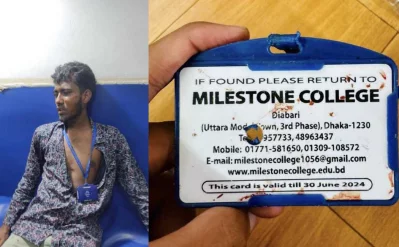 IF FOUND PLEASE RETURN TO
MILESTONE COLLEGE
Diabari
(Uttara Mod Town, 3rd Phase), Dhaka-1230
957733, 48963437
Mobile: 01771-581650, 01309-108572
E-mail: milestonecollege1056@gmail.com
www.milestonecollege.edu.bd
This card is valid till 30 June 2024